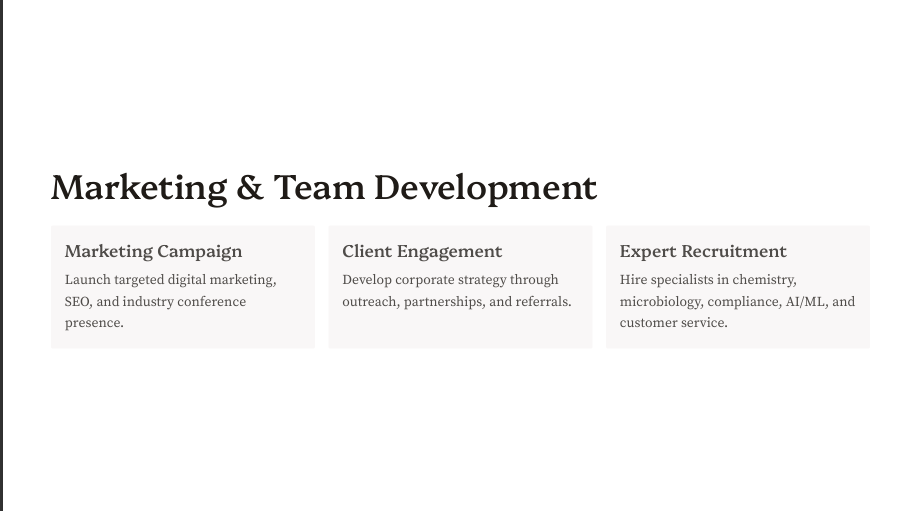 Marketing & Team Development
Marketing Campaign
Launch targeted digital marketing,
SEO, and industry conference
presence.
Client Engagement
Develop corporate strategy through
outreach, partnerships, and referrals.
Expert Recruitment
Hire specialists in chemistry,
microbiology, compliance, AI/ML, and
customer service.